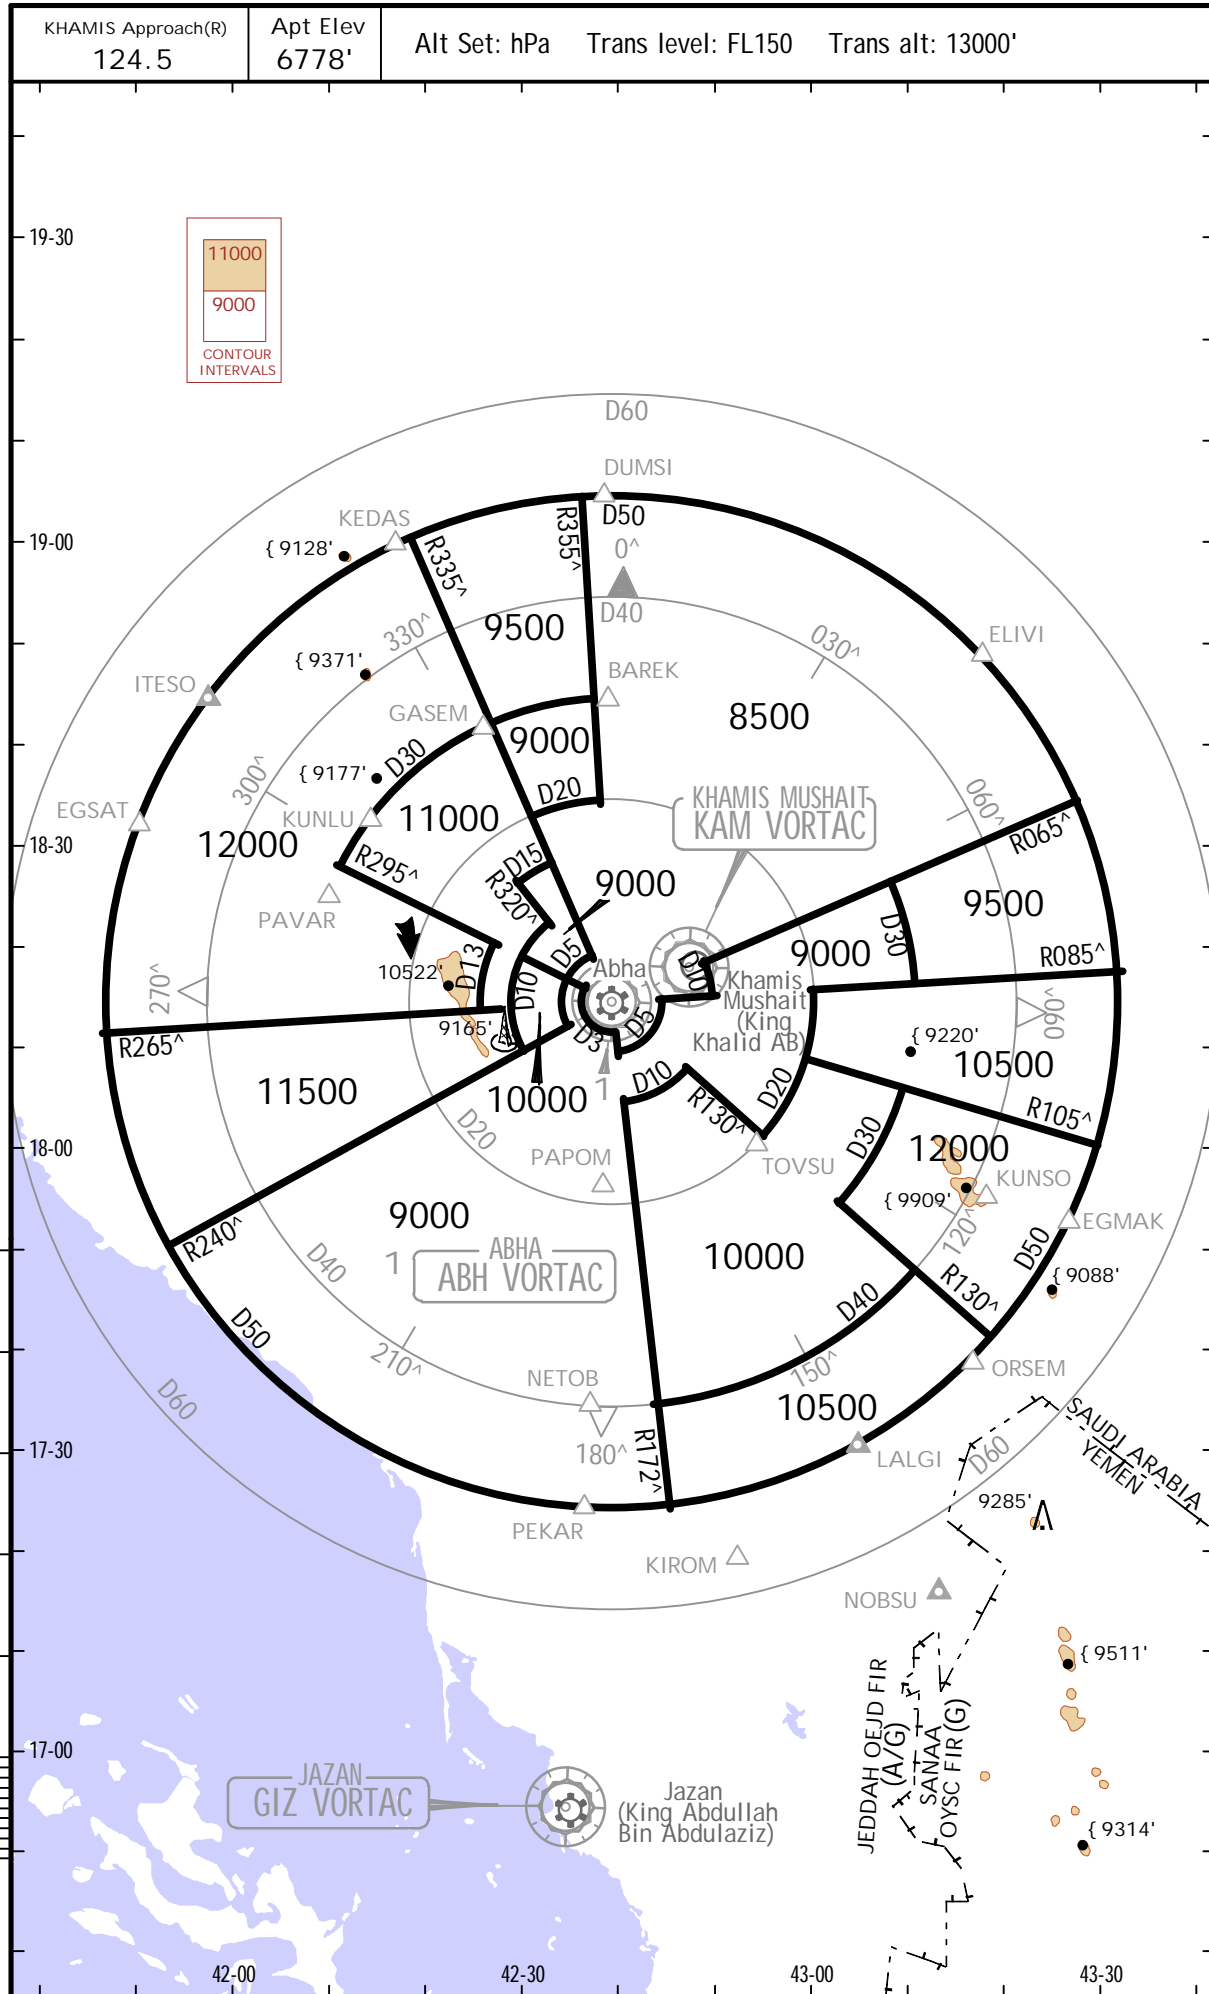 KHAMIS Approach(R)
124.5
Apt Elev
6778'
Alt Set: hPa Trans level: FL150 Trans alt: 13000'
19-30
11000
9000
CONTOUR
INTERVALS
D60
DUMSI
KEDAS
D50
{ 9128'
19-00
R335^
R355^
0^
D40
9500
330^
030^
ELIVI
{ 9371'
BAREK
ITESO
GASEM
9000
8500
D30
{ 9177'
300^
D20
KHAMIS MUSHAIT
KAM VORTAC
060^
EGSAT
KUNLU
11000
12000
R065^
18-30
R295^
D15
R320^
9000
9500
PAVAR
D30
9000
D5
R085^
D13
10522'
D10
Abha
D00
Khamis
Mushait
(King
Khalid AB)
270^
090^
9165'
D3
D5
{ 9220'
R265^
10500
11500
10000
1
D10
R130^
D20
R105^
D20
D30
12000
18-00
PAPOM
TOVSU
KUNSO
{ 9909'
9000
EGMAK
R240^
120^
D50
ABHA
1
ABH VORTAC
10000
D40
{ 9088'
R130^
D40
D50
210^
150^
NETOB
ORSEM
D60
10500
180^
R172^
17-30
LALGI
D60
SAUDI ARABIA
YEMEN
9285'
PEKAR
KIROM
NOBSU
{ 9511'
JEDDAH OEJD FIR
(A/G)
SANAA
OYSC FIR (G)
17-00
JAZAN
GIZ VORTAC
Jazan
(King Abdullah
Bin Abdulaziz)
{ 9314'
42-00
42-30
43-00
43-30